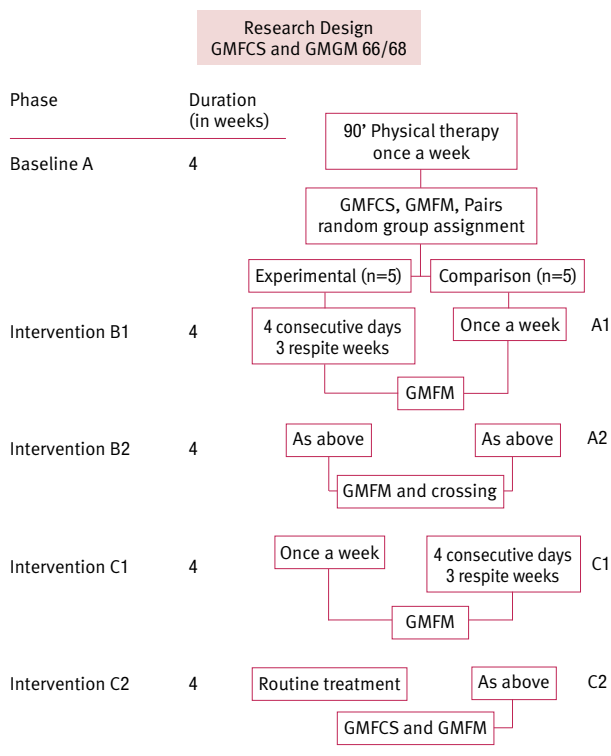 Research Design
GMFCS and GMGM 66/68
Phase
Duration
(in weeks)
90' Physical therapy
once a week
Baseline A 4
GMFCS, GMFM, Pairs
random group assignment
Experimental (n=5) Comparison (n=5)
Intervention B1 4
4 consecutive days
3 respite weeks
Once a week
A1
GMFM
Intervention B2 4 As above As above A2
GMFM and crossing
Intervention C1 4 Once a week
4 consecutive days
3 respite weeks
C1
GMFM
Intervention C2 4 Routine treatment As above C2
GMFCS and GMFM